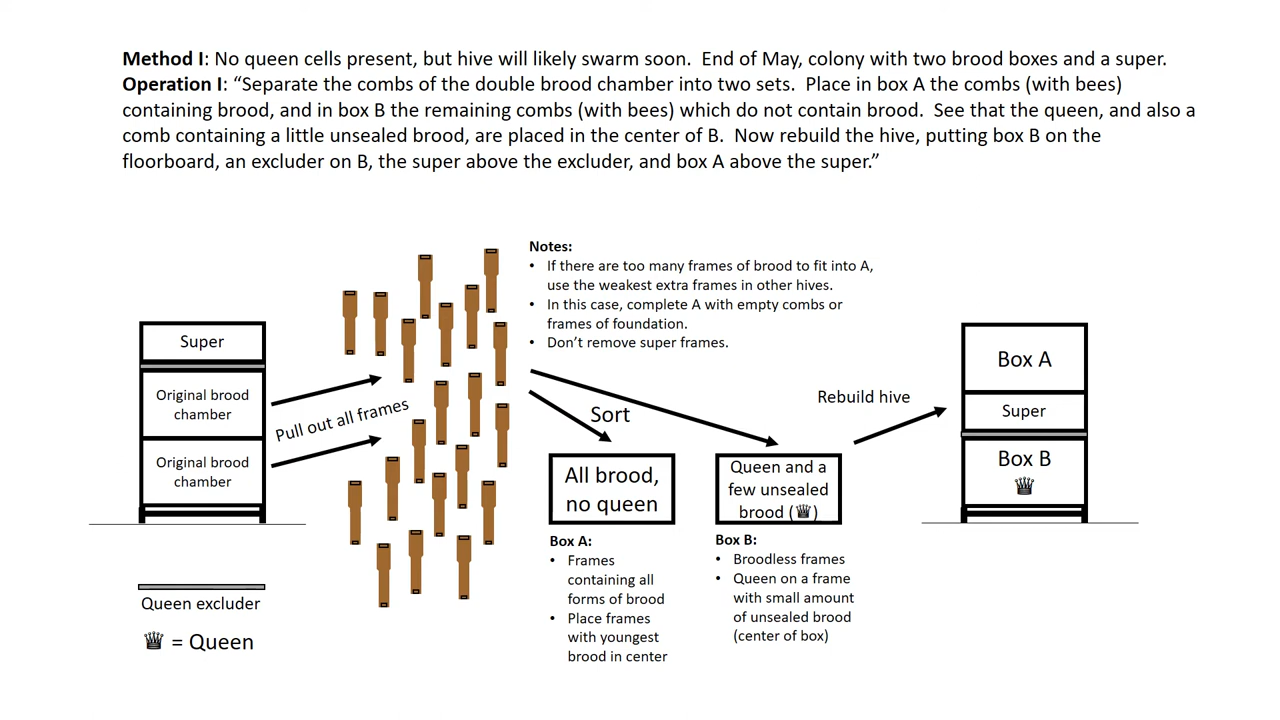 Method I: No queen cells present, but hive will likely swarm soon. End of May, colony with two brood boxes and a super.
Operation I: “Separate the combs of the double brood chamber into two sets. Place in box A the combs (with bees)
containing brood, and in box B the remaining combs (with bees) which do not contain brood. See that the queen, and also a
comb containing a little unsealed brood, are placed in the center of B. Now rebuild the hive, putting box B on the
floorboard, an excluder on B, the super above the excluder, and box A above the super.”
Notes:
• If there are too many frames of brood to fit into A,
use the weakest extra frames in other hives.
• In this case, complete A with empty combs or
frames of foundation.
• Don’t remove super frames.
Super
Original brood
chamber
Original brood
chamber
Pull out all frames
Sort
All brood,
no queen
Queen and a
few unsealed
brood (♛)
Rebuild hive
Box A
Super
Box B
♛
Box A:
• Frames
containing all
forms of brood
• Place frames
with youngest
brood in center
Box B:
• Broodless frames
• Queen on a frame
with small amount
of unsealed brood
(center of box)
Queen excluder
♛ = Queen